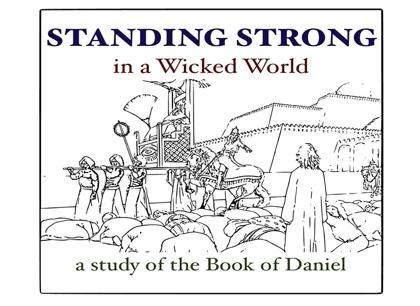 STANDING STRONG
in a Wicked World
a study of the Book of Daniel